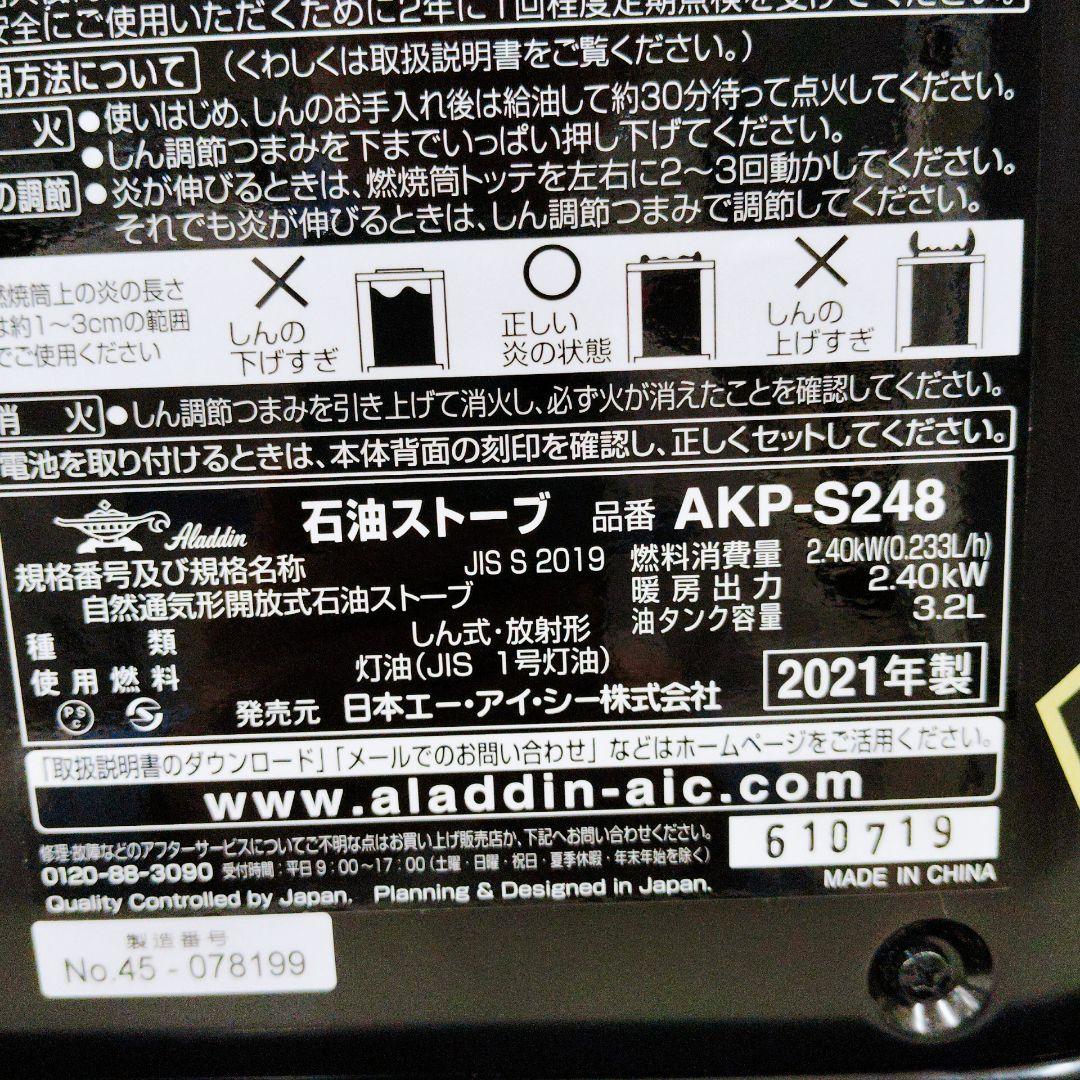 安全にご使用いただくために2年に1回程度定期点検を受けてください。
用方法について (くわしくは取扱説明書をご覧ください。)
火 ●使いはじめ、しんのお手入れ後は給油して約30分待って点火してください。
●しん調節つまみを下までいっぱい押し下げてください。
の調節 ●炎が伸びるときは、燃焼筒トッテを左右に2〜3回動かしてください。
それでも炎が伸びるときは、しん調節つまみで調節してください。
燃焼筒上の炎の長さ
は約1〜3cmの範囲
でご使用ください
しんの
下げすぎ
正しい
炎の状態
しんの
上げすぎ
消火 ●しん調節つまみを引き上げて消火し、必ず火が消えたことを確認してください。
電池を取り付けるときは、本体背面の刻印を確認し、正しくセットしてください。
Aladdin 石油ストーブ 品番 AKP-S248
規格番号及び規格名称 JIS S 2019
自然通気形開放式石油ストーブ
種類 しん式・放射形
使用燃料 灯油(JIS 1号灯油)
燃料消費量 2.40kW(0.233L/h)
暖房出力 2.40kW
油タンク容量 3.2L
PSC 発売元 日本エー・アイ・シー株式会社 2021年製
「取扱説明書のダウンロード」「メールでのお問い合わせ」などはホームページをご活用ください。
www.aladdin-aic.com
修理・故障などのアフターサービスについてご不明な点はお買い上げ販売店か、下記へお問い合わせください。
0120-88-3090 受付時間:平日9:00〜17:00(土曜・日曜・祝日・夏季休暇・年末年始を除く)
610719
Quality Controlled by Japan, Planning & Designed in Japan.
MADE IN CHINA
製造番号
No.45-078199